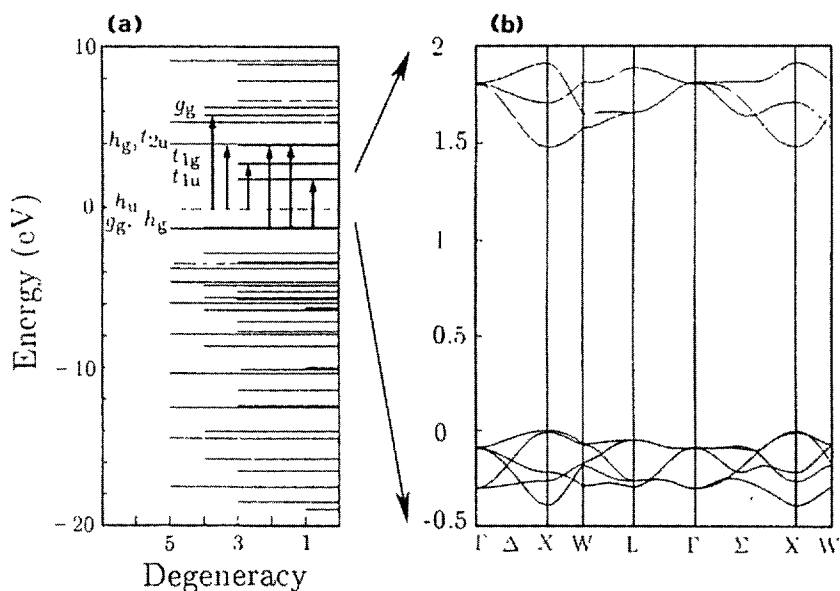 (a)
10
g_g
h_g, t_2u
t_1g
t_1u
0
h_u
g_g, h_g
-10
-20
5 3 1
Degeneracy
Energy (eV)
(b)
2
1.5
1
0.5
0
-0.5
Γ Δ X W L Γ Σ X W